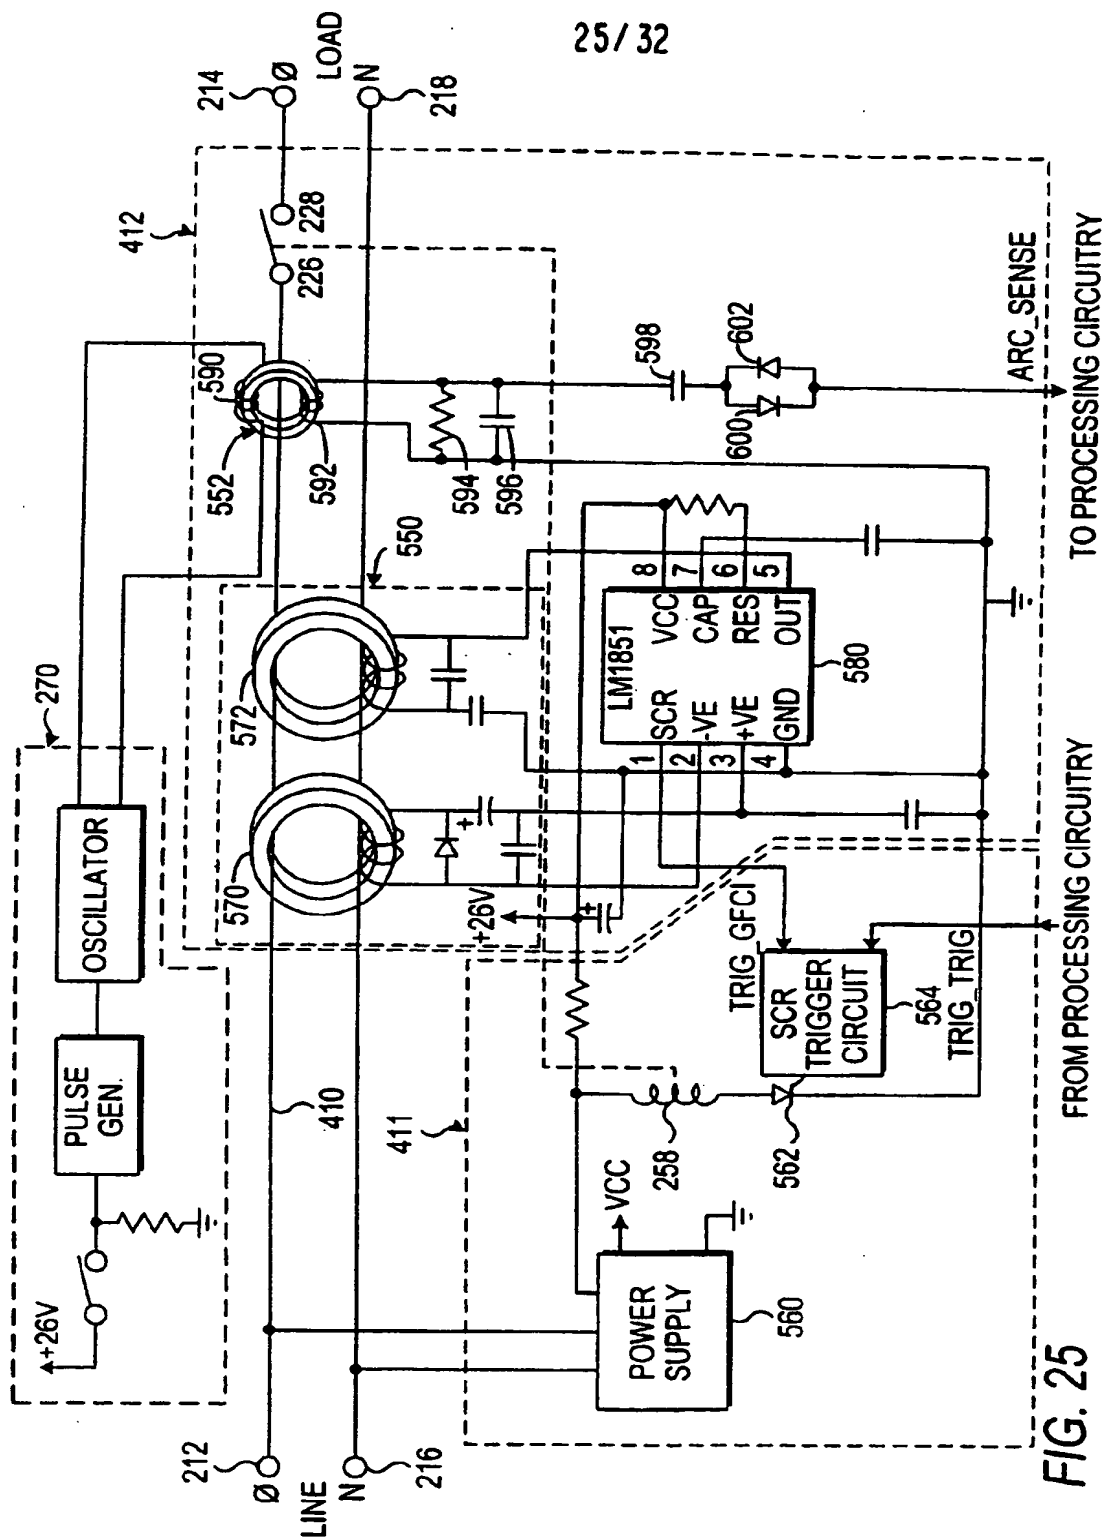 25/32
270
+26V
PULSE
GEN.
OSCILLATOR
212
Ø
LINE
N
216
410
570
572
550
552
590
592
412
226
228
214
Ø
LOAD
N
218
594
596
598
600
602
ARC_SENSE
TO PROCESSING CIRCUITRY
+26V
+
+
LM1851
1 SCR
2 -VE
3 +VE
4 GND
VCC 8
CAP 7
RES 6
OUT 5
580
411
POWER
SUPPLY
560
VCC
258
562
TRIG_GFCI
SCR
TRIGGER
CIRCUIT
564
TRIG_TRIG
FROM PROCESSING CIRCUITRY
FIG. 25